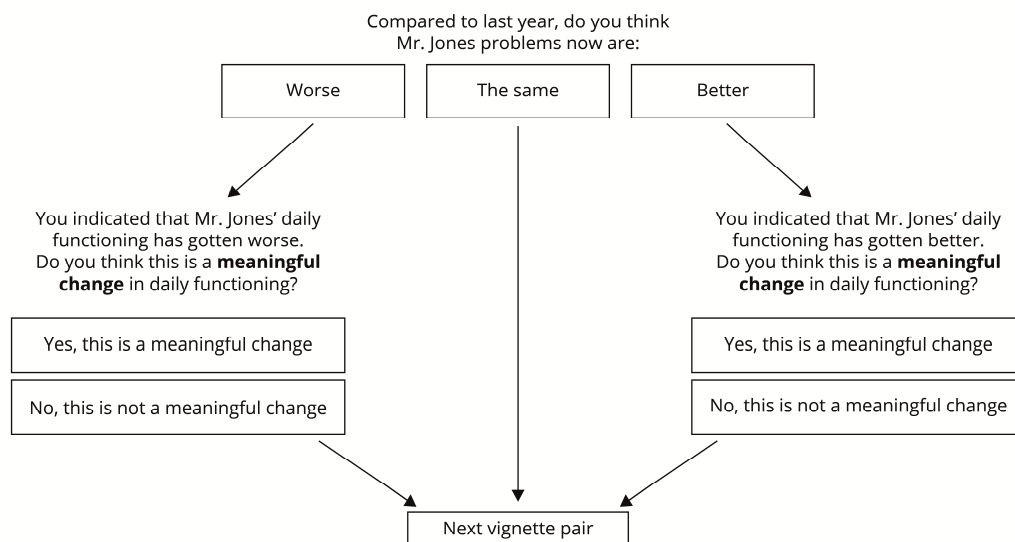 Compared to last year, do you think
Mr. Jones problems now are:
Worse
The same
Better
You indicated that Mr. Jones’ daily
functioning has gotten worse.
Do you think this is a meaningful
change in daily functioning?
Yes, this is a meaningful change
No, this is not a meaningful change
You indicated that Mr. Jones’ daily
functioning has gotten better.
Do you think this is a meaningful
change in daily functioning?
Yes, this is a meaningful change
No, this is not a meaningful change
Next vignette pair